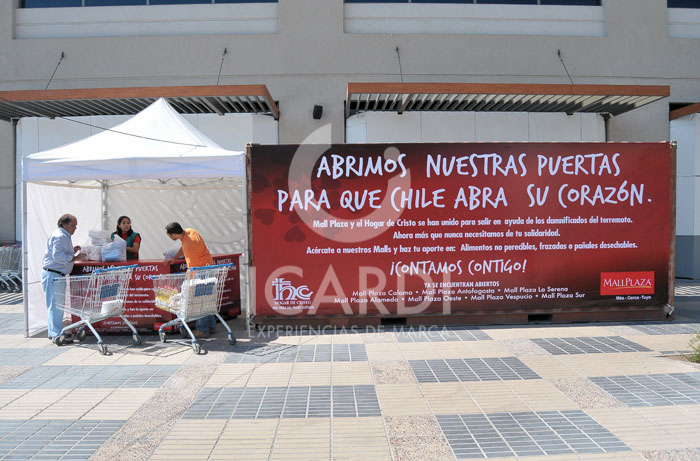 ABRIMOS NUESTRAS PUERTAS
PARA QUE CHILE ABRA SU CORAZÓN.
Mall Plaza y el Hogar de Cristo se han unido para salir en ayuda de los damnificados del terremoto.
Ahora más que nunca necesitamos de tu solidaridad.
Acércate a nuestros Malls y haz tu aporte en: Alimentos no perecibles, frazadas o pañales desechables.
¡CONTAMOS CONTIGO!
Ya se encuentran abiertos
Mall Plaza Calama • Mall Plaza Antofagasta • Mall Plaza La Serena
Mall Plaza Alameda • Mall Plaza Oeste • Mall Plaza Vespucio • Mall Plaza Sur
hc
HOGAR DE CRISTO
MALLPLAZA
Más Cerca, Más Tuyo
ICARDI
EXPERIENCIAS DE MARCA